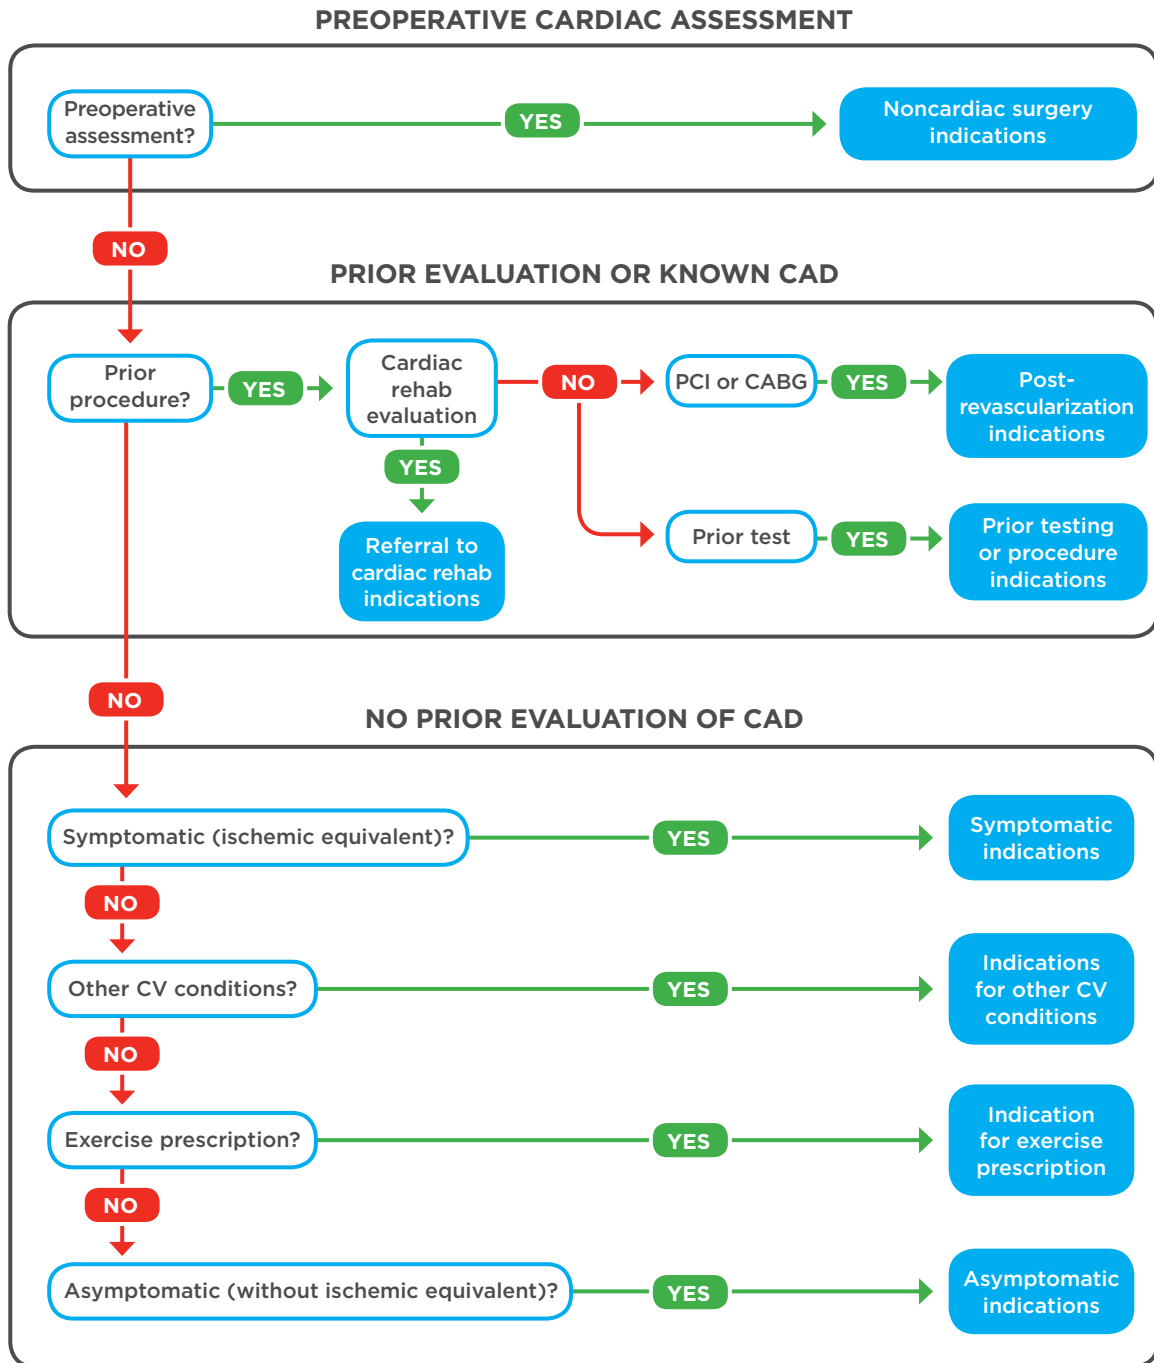 PREOPERATIVE CARDIAC ASSESSMENT
Preoperative
assessment?
YES
Noncardiac surgery
indications
NO
PRIOR EVALUATION OR KNOWN CAD
Prior
procedure?
YES
Cardiac
rehab
evaluation
NO
PCI or CABG
YES
Post-
revascularization
indications
YES
Referral to
cardiac rehab
indications
Prior test
YES
Prior testing
or procedure
indications
NO
NO PRIOR EVALUATION OF CAD
Symptomatic (ischemic equivalent)?
YES
Symptomatic
indications
NO
Other CV conditions?
YES
Indications
for other CV
conditions
NO
Exercise prescription?
YES
Indication
for exercise
prescription
NO
Asymptomatic (without ischemic equivalent)?
YES
Asymptomatic
indications